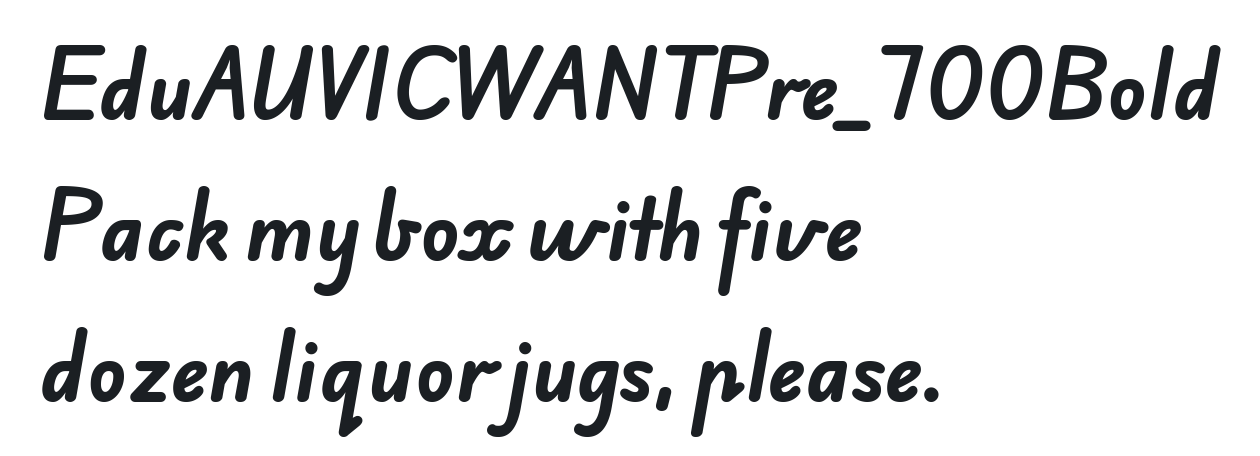 EduAUVICWANTPre_700Bold
Pack my box with five
dozen liquor jugs, please.